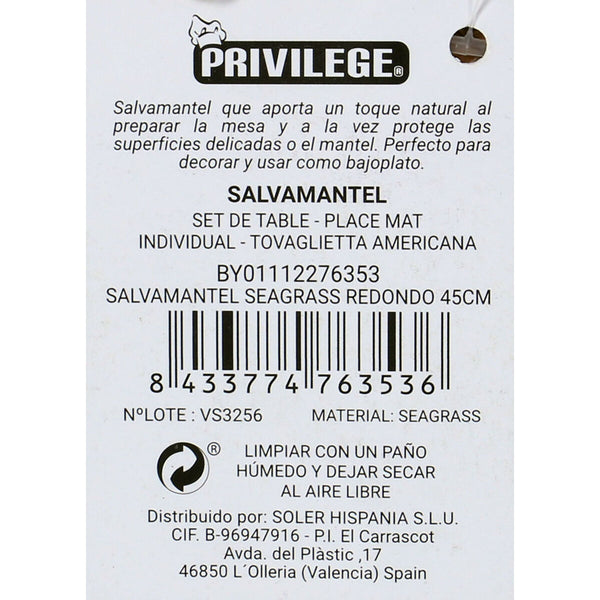 PRIVILEGE®
Salvamantel que aporta un toque natural al
preparar la mesa y a la vez protege las
superficies delicadas o el mantel. Perfecto para
decorar y usar como bajoplato.
SALVAMANTEL
SET DE TABLE - PLACE MAT
INDIVIDUAL - TOVAGLIETTA AMERICANA
BY01112276353
SALVAMANTEL SEAGRASS REDONDO 45CM
8 433774 763536
NºLOTE : VS3256 MATERIAL: SEAGRASS
®
LIMPIAR CON UN PAÑO
HÚMEDO Y DEJAR SECAR
AL AIRE LIBRE
Distribuido por: SOLER HISPANIA S.L.U.
CIF. B-96947916 - P.I. El Carrascot
Avda. del Plàstic ,17
46850 L´Olleria (Valencia) Spain